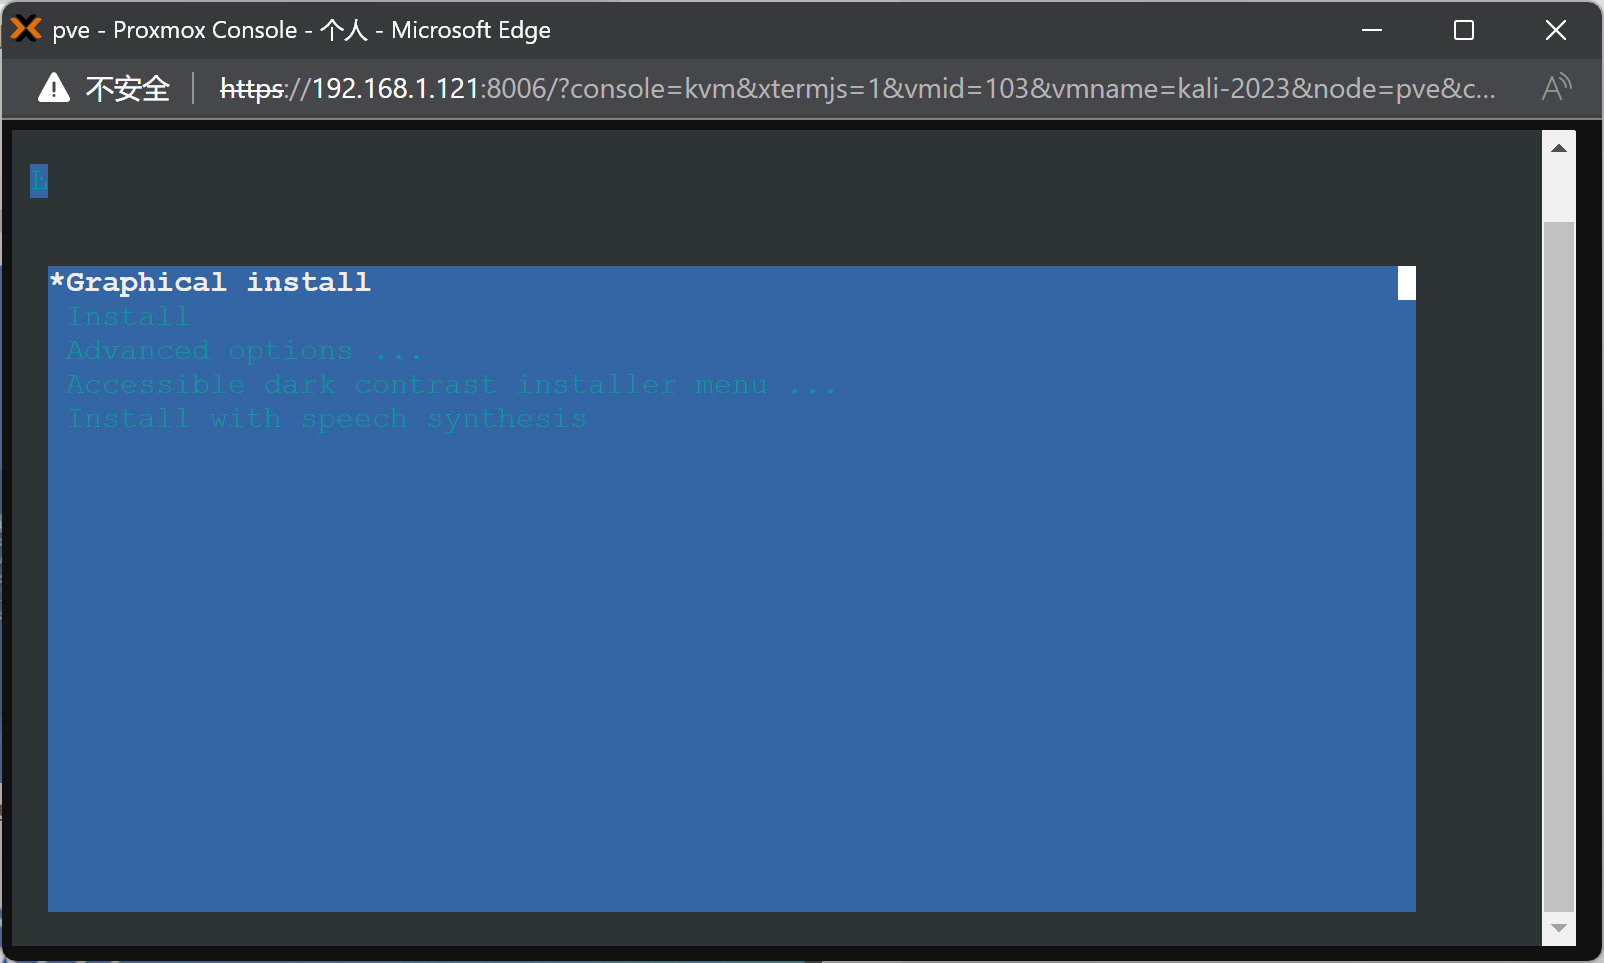 pve - Proxmox Console - 个人 - Microsoft Edge
不安全 https://192.168.1.121:8006/?console=kvm&xtermjs=1&vmid=103&vmname=kali-2023&node=pve&c...
*Graphical install
Install
Advanced options ...
Accessible dark contrast installer menu ...
Install with speech synthesis